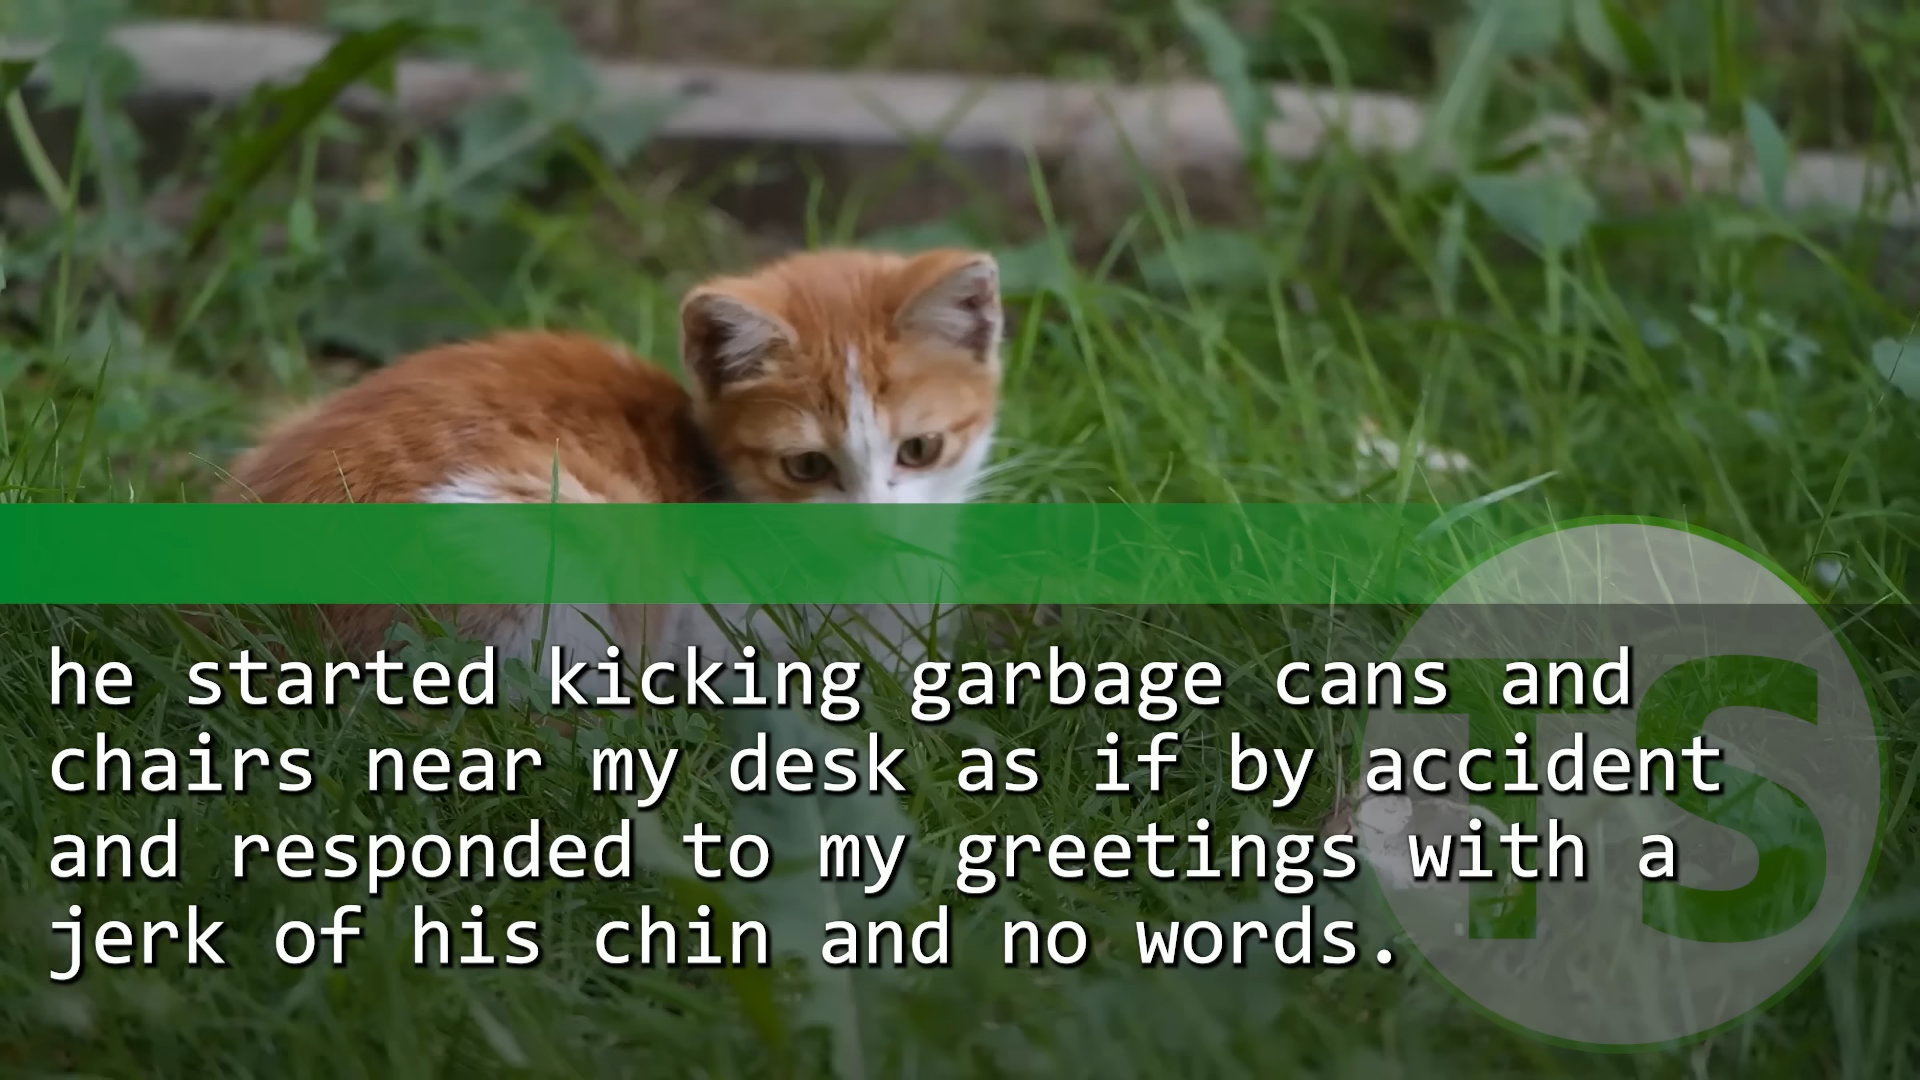 he started kicking garbage cans and
chairs near my desk as if by accident
and responded to my greetings with a
jerk of his chin and no words.
TS